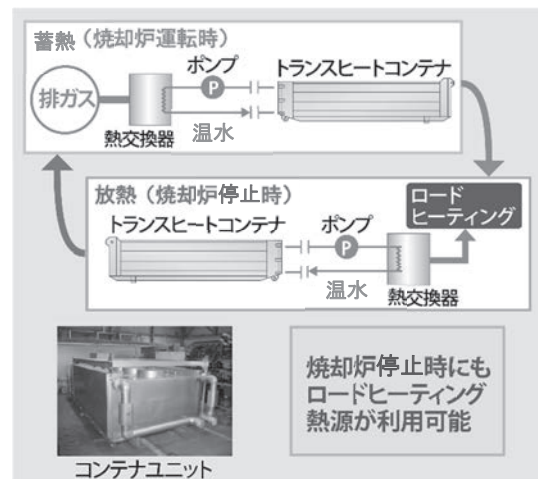 蓄熱（焼却炉運転時）
排ガス
熱交換器
ポンプ
P
温水
トランスヒートコンテナ
放熱（焼却炉停止時）
トランスヒートコンテナ
ポンプ
P
温水
熱交換器
ロード
ヒーティング
コンテナユニット
焼却炉停止時にも
ロードヒーティング
熱源が利用可能